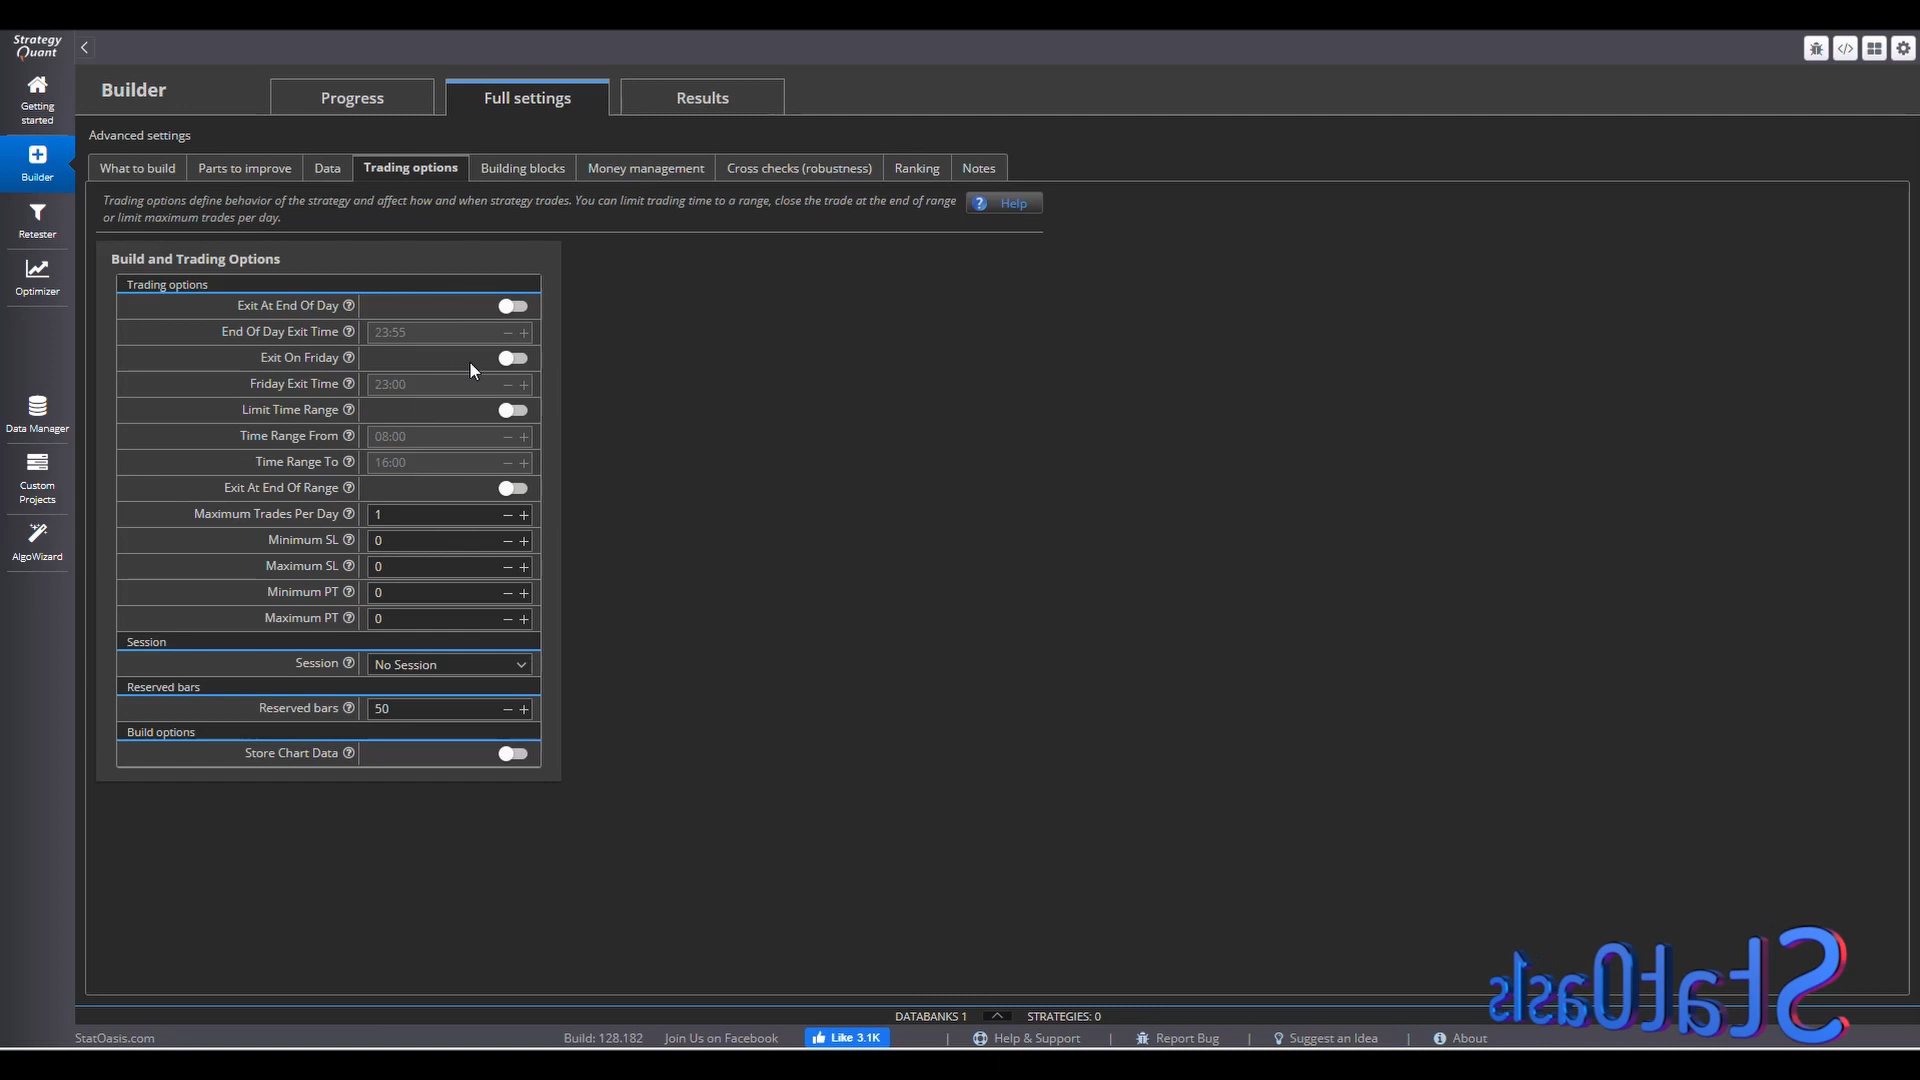 Strategy
Quant
Getting
started
Builder
Retester
Optimizer
Data Manager
Custom
Projects
AlgoWizard
Builder
Progress
Full settings
Results
Advanced settings
What to build
Parts to improve
Data
Trading options
Building blocks
Money management
Cross checks (robustness)
Ranking
Notes
Trading options define behavior of the strategy and affect how and when strategy trades. You can limit trading time to a range, close the trade at the end of range
or limit maximum trades per day.
? Help
Build and Trading Options
Trading options
Exit At End Of Day ?
End Of Day Exit Time ? 23:55 − +
Exit On Friday ?
Friday Exit Time ? 23:00 − +
Limit Time Range ?
Time Range From ? 08:00 − +
Time Range To ? 16:00 − +
Exit At End Of Range ?
Maximum Trades Per Day ? 1 − +
Minimum SL ? 0 − +
Maximum SL ? 0 − +
Minimum PT ? 0 − +
Maximum PT ? 0 − +
Session
Session ? No Session
Reserved bars
Reserved bars ? 50 − +
Build options
Store Chart Data ?
StatOasis
DATABANKS 1
STRATEGIES: 0
StatOasis.com
Build: 128.182
Join Us on Facebook
Like 3.1K
|
Help & Support
|
Report Bug
|
Suggest an Idea
|
About